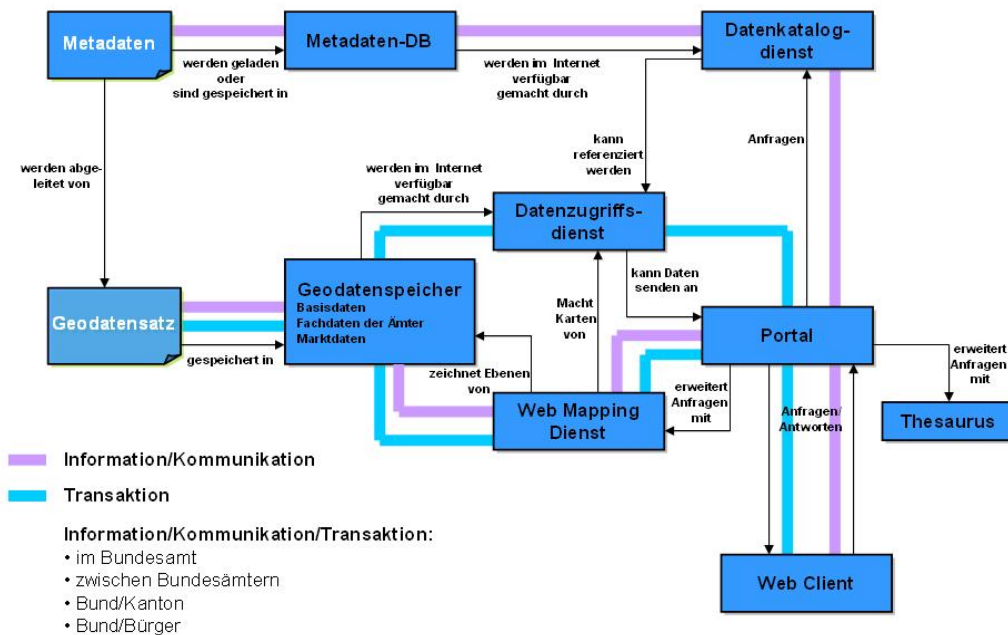 Metadaten
werden geladen
oder
sind gespeichert in
Metadaten-DB
werden im Internet
verfügbar
gemacht durch
Datenkatalog-
dienst
werden abge-
leitet von
werden im Internet
verfügbar
gemacht durch
kann
referenziert
werden
Anfragen
Datenzugriffs-
dienst
Geodatensatz
gespeichert in
Geodatenspeicher
Basisdaten
Fachdaten der Ämter
Marktdaten
zeichnet Ebenen
von
Macht
Karten
von
kann Daten
senden an
Portal
erweitert
Anfragen
mit
Web Mapping
Dienst
erweitert
Anfragen
mit
Anfragen/
Antworten
Thesaurus
Information/Kommunikation
Transaktion
Information/Kommunikation/Transaktion:
• im Bundesamt
• zwischen Bundesämtern
• Bund/Kanton
• Bund/Bürger
Web Client